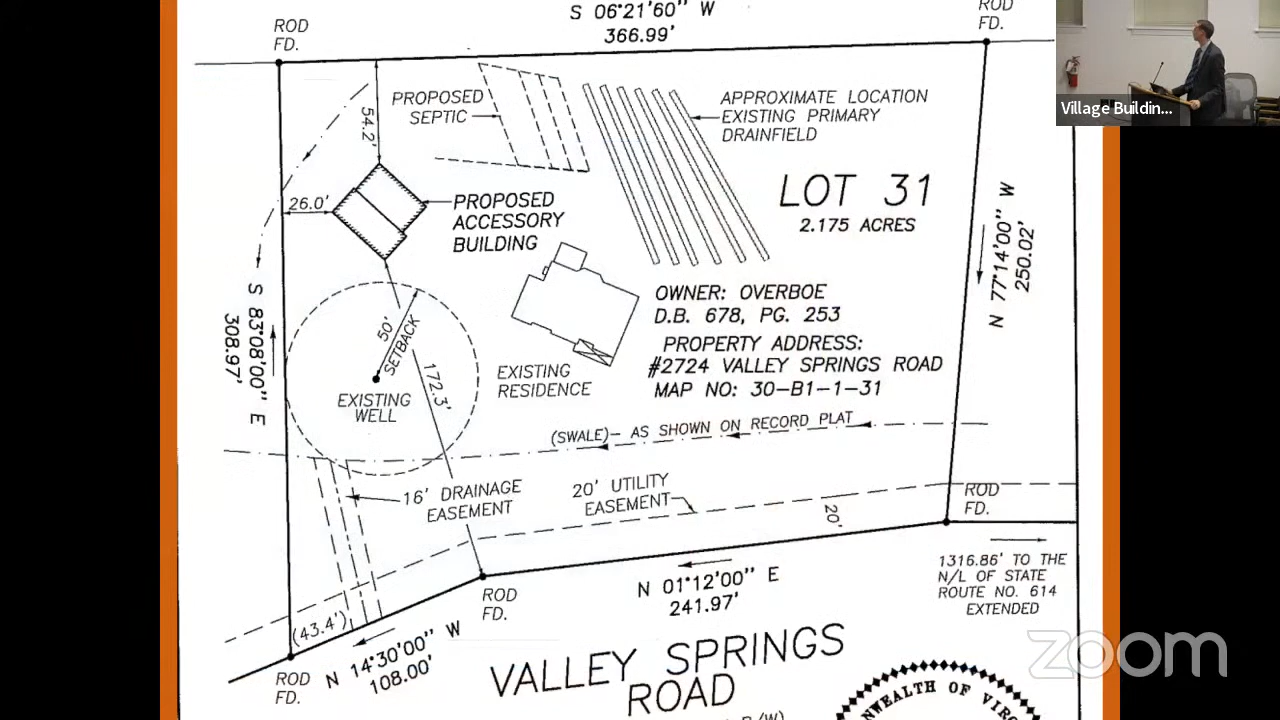 S 06°21'60" W
366.99'
ROD
FD.
ROD
FD.
Village Buildin...
54.2'
PROPOSED
SEPTIC
APPROXIMATE LOCATION
EXISTING PRIMARY
DRAINFIELD
LOT 31
2.175 ACRES
26.0'
PROPOSED
ACCESSORY
BUILDING
N 77°14'00" W
250.02'
S 83°08'00" E
308.97'
OWNER: OVERBOE
D.B. 678, PG. 253
PROPERTY ADDRESS:
#2724 VALLEY SPRINGS ROAD
MAP NO: 30-B1-1-31
50'
SETBACK
172.3'
EXISTING
WELL
EXISTING
RESIDENCE
(SWALE)- AS SHOWN ON RECORD PLAT
16' DRAINAGE
EASEMENT
20' UTILITY
EASEMENT
20'
ROD
FD.
1316.86' TO THE
N/L OF STATE
ROUTE NO. 614
EXTENDED
N 01°12'00" E
241.97'
ROD
FD.
(43.4')
N 14°30'00" W
108.00'
ROD
FD.
VALLEY SPRINGS
ROAD
zoom